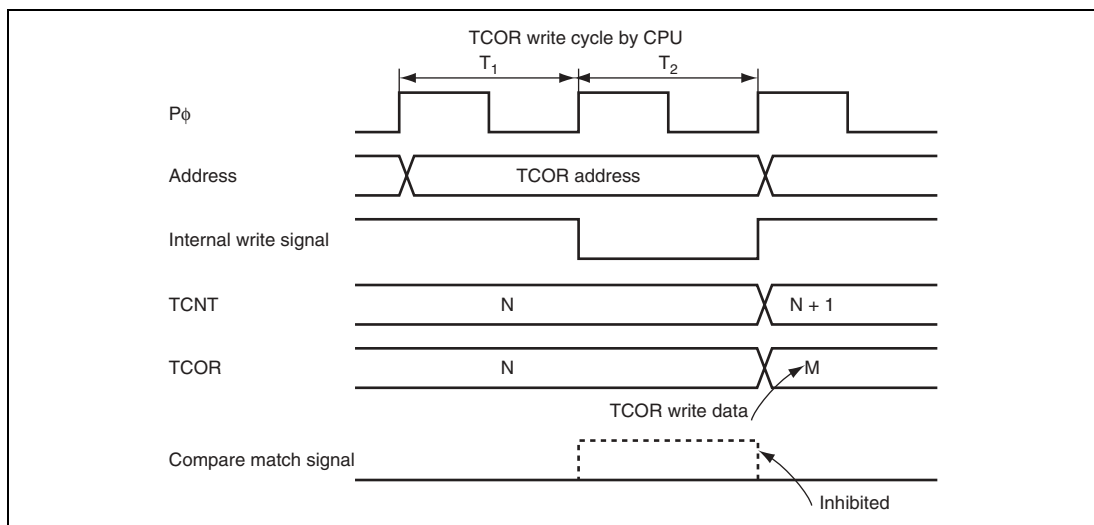 TCOR write cycle by CPU
T1 T2
Pϕ
Address TCOR address
Internal write signal
TCNT N N + 1
TCOR N M
TCOR write data
Compare match signal
Inhibited